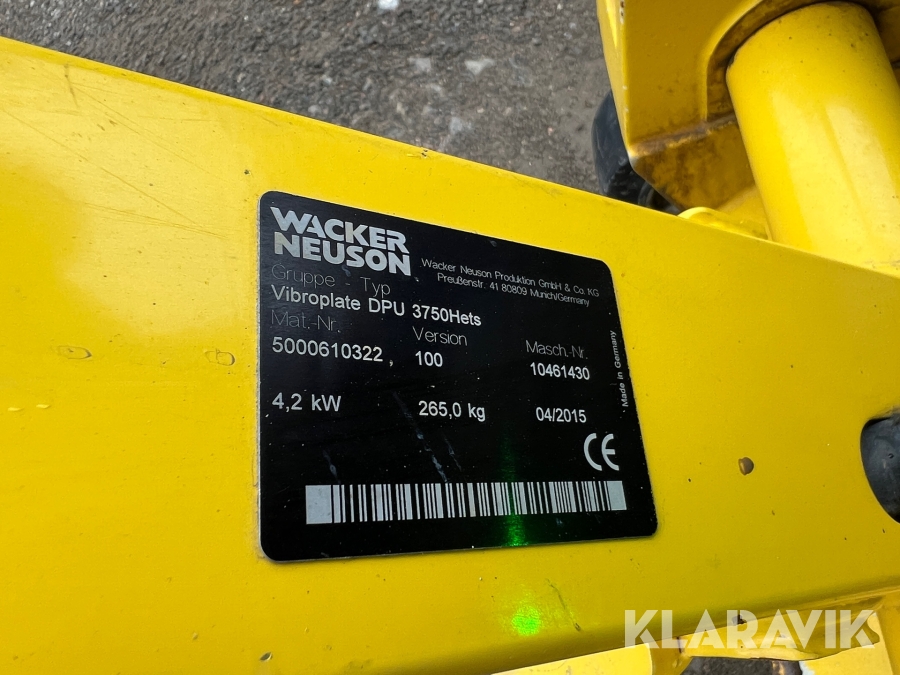 WACKER
NEUSON
Wacker Neuson Produktion GmbH & Co. KG
Preußenstr. 41 80809 Munich/Germany
Gruppe - Typ
Vibroplate DPU 3750Hets
Mat.-Nr. Version Masch.-Nr.
5000610322 , 100 10461430
4,2 kW 265,0 kg 04/2015
Made in Germany
CE
KLARAVIK